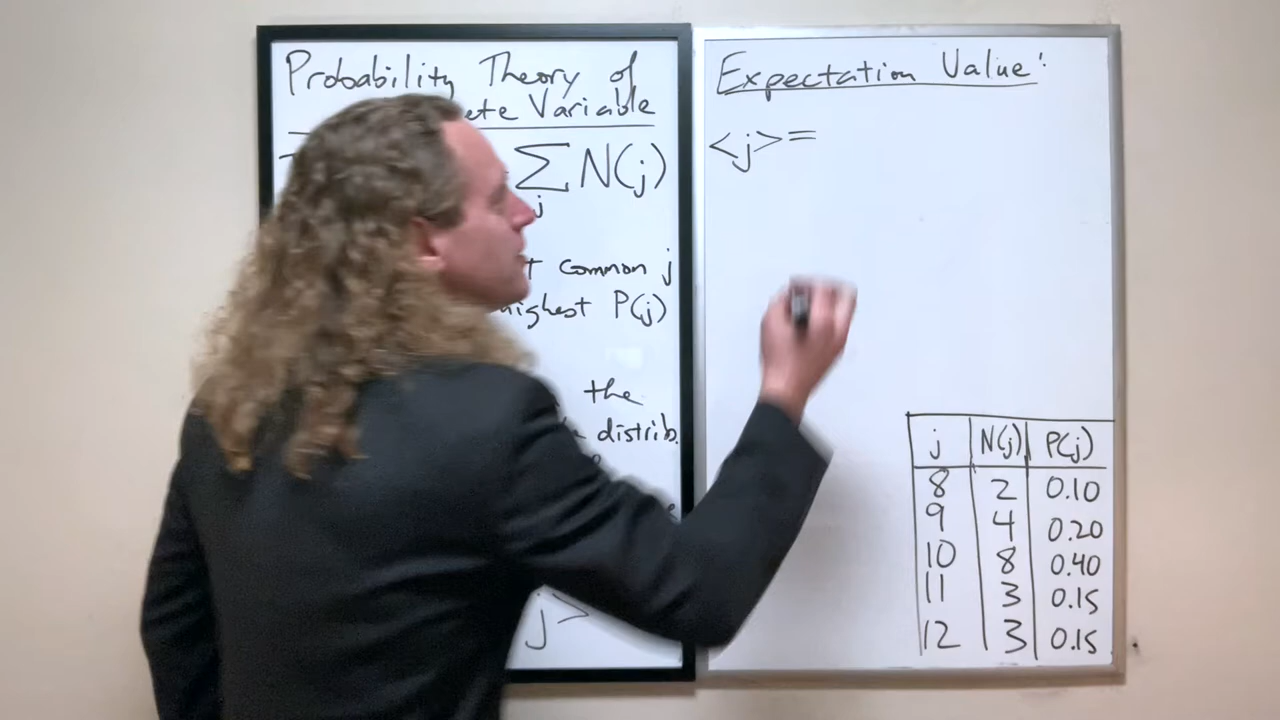 Probability Theory of
ete Variable
∑ N(j)
j
common j
highest P(j)
the
distrib.
j>
Expectation Value:
<j> =
j N(j) P(j)
8 2 0.10
9 4 0.20
10 8 0.40
11 3 0.15
12 3 0.15